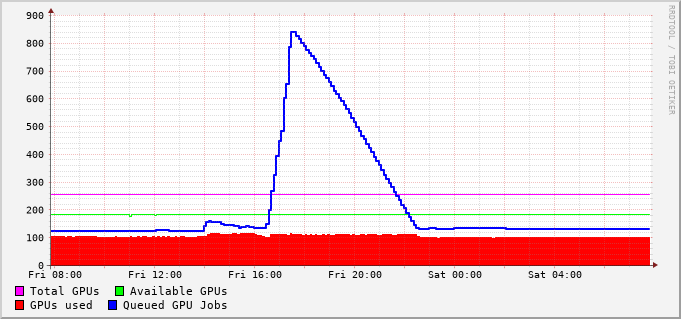 900
800
700
600
500
400
300
200
100
0
Fri 08:00 Fri 12:00 Fri 16:00 Fri 20:00 Sat 00:00 Sat 04:00
Total GPUs Available GPUs
GPUs used Queued GPU Jobs
RRDTOOL / TOBI OETIKER